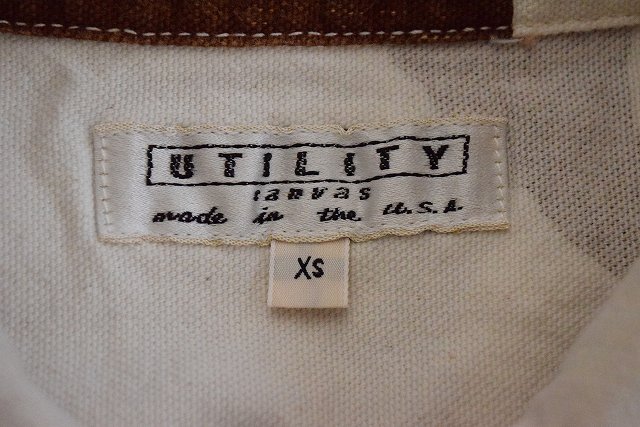 UTiLiTY
canvas
made in the U.S.A.
XS